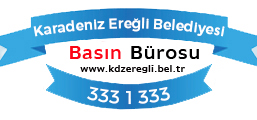 Karadeniz Ereğli Belediyesi
Basın Bürosu
www.kdzeregli.bel.tr
333 1 333